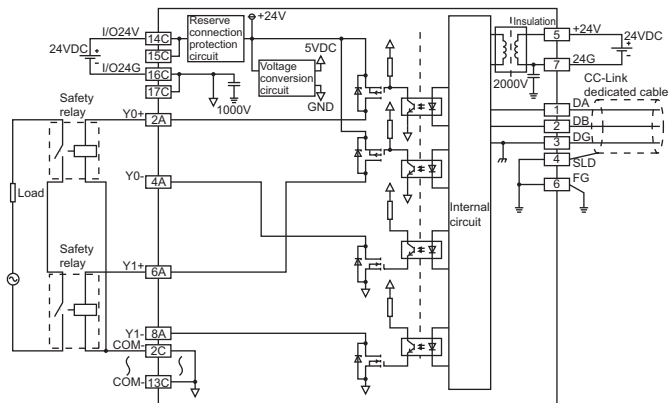 24VDC
I/O24V
14C
15C
I/O24G
16C
17C
Reserve
connection
protection
circuit
+24V
5VDC
Voltage
conversion
circuit
GND
1000V
Safety
relay
Y0+
2A
Y0-
4A
Load
Safety
relay
Y1+
6A
Y1-
8A
COM-
2C
COM-
13C
Internal
circuit
Insulation
2000V
5
+24V
24VDC
7
24G
CC-Link
dedicated cable
1
DA
2
DB
3
DG
4
SLD
6
FG